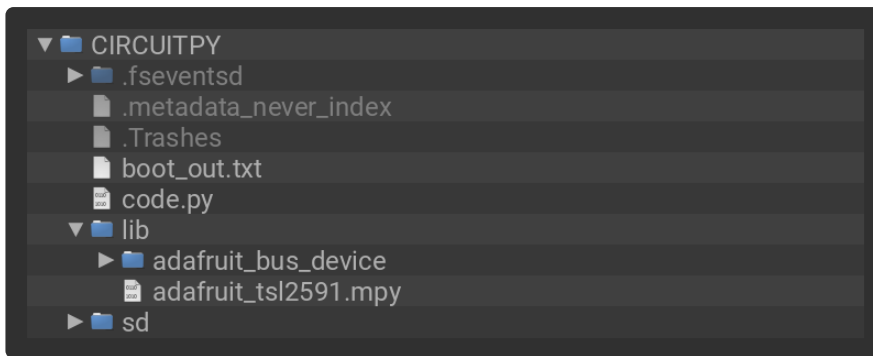 CIRCUITPY
.fseventsd
.metadata_never_index
.Trashes
boot_out.txt
code.py
lib
adafruit_bus_device
adafruit_tsl2591.mpy
sd